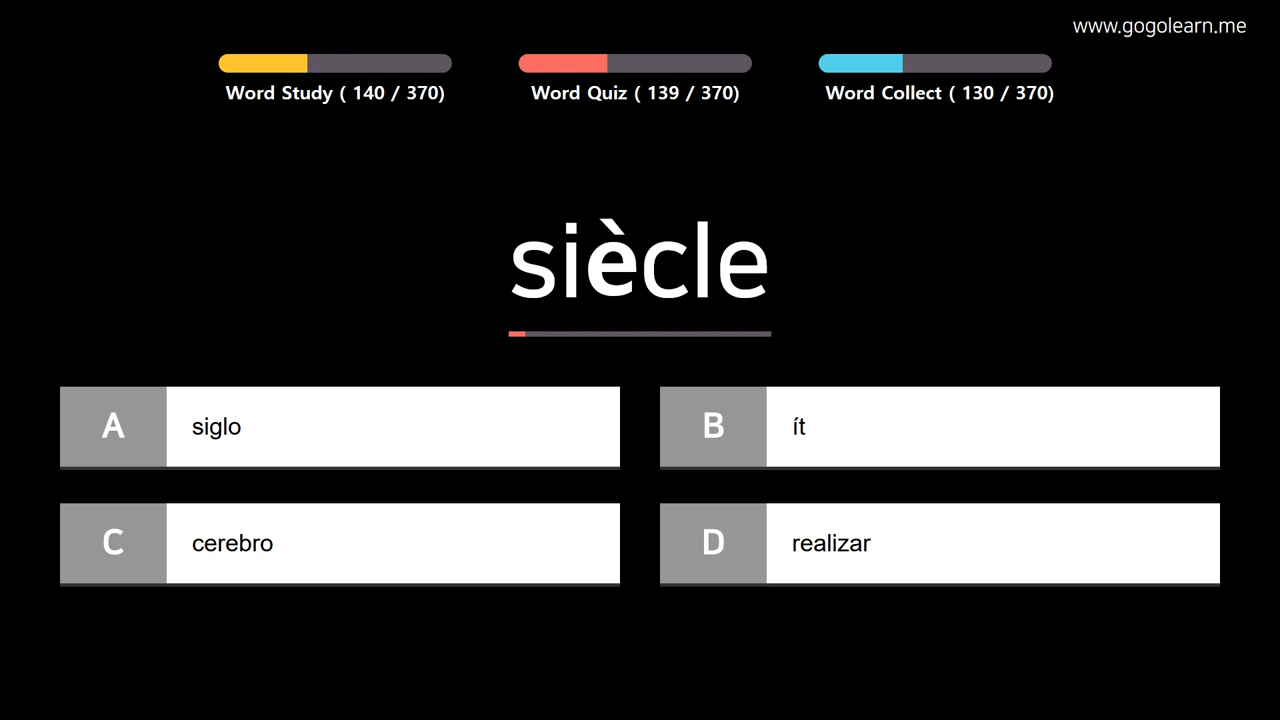 www.gogolearn.me
Word Study ( 140 / 370)
Word Quiz ( 139 / 370)
Word Collect ( 130 / 370)
siècle
A siglo
B ít
C cerebro
D realizar